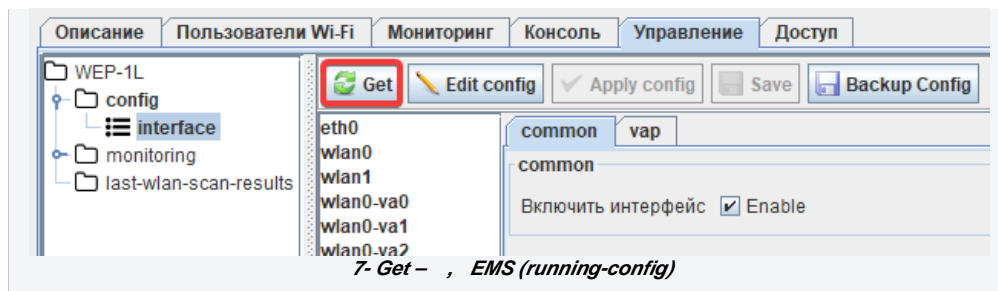 Описание Пользователи Wi-Fi Мониторинг Консоль Управление Доступ
WEP-1L
config
interface
monitoring
last-wlan-scan-results
Get Edit config Apply config Save Backup Config
eth0
wlan0
wlan1
wlan0-va0
wlan0-va1
wlan0-va2
common vap
common
Включить интерфейс Enable
7- Get – , EMS (running-config)